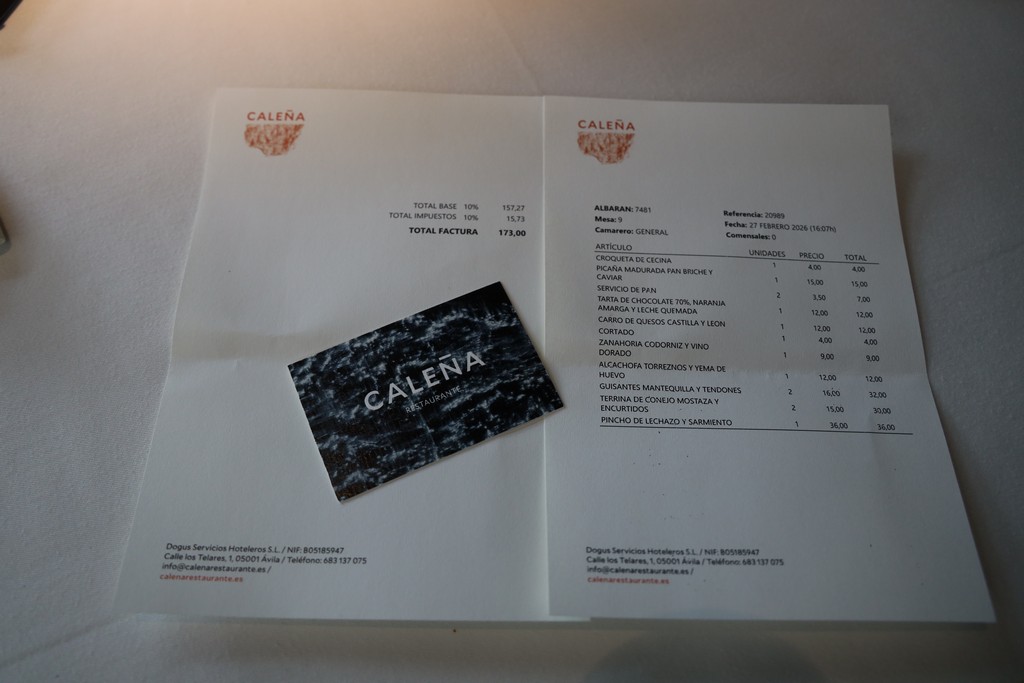 CALEÑA
TOTAL BASE 10% 157,27
TOTAL IMPUESTOS 10% 15,73
TOTAL FACTURA 173,00
CALEÑA
RESTAURANTE
Dogus Servicios Hoteleros S.L. / NIF: B05185947
Calle los Telares, 1, 05001 Ávila / Teléfono: 683 137 075
info@calenarestaurante.es /
calenarestaurante.es
CALEÑA
ALBARAN: 7481
Mesa: 9
Camarero: GENERAL
Referencia: 20989
Fecha: 27 FEBRERO 2026 (16:07h)
Comensales: 0
ARTÍCULO UNIDADES PRECIO TOTAL
CROQUETA DE CECINA 1 4,00 4,00
PICAÑA MADURADA PAN BRICHE Y
CAVIAR 1 15,00 15,00
SERVICIO DE PAN 2 3,50 7,00
TARTA DE CHOCOLATE 70%, NARANJA
AMARGA Y LECHE QUEMADA 1 12,00 12,00
CARRO DE QUESOS CASTILLA Y LEON 1 12,00 12,00
CORTADO 1 4,00 4,00
ZANAHORIA CODORNIZ Y VINO
DORADO 1 9,00 9,00
ALCACHOFA TORREZNOS Y YEMA DE
HUEVO 1 12,00 12,00
GUISANTES MANTEQUILLA Y TENDONES 2 16,00 32,00
TERRINA DE CONEJO MOSTAZA Y
ENCURTIDOS 2 15,00 30,00
PINCHO DE LECHAZO Y SARMIENTO 1 36,00 36,00
Dogus Servicios Hoteleros S.L. / NIF: B05185947
Calle los Telares, 1, 05001 Ávila / Teléfono: 683 137 075
info@calenarestaurante.es /
calenarestaurante.es